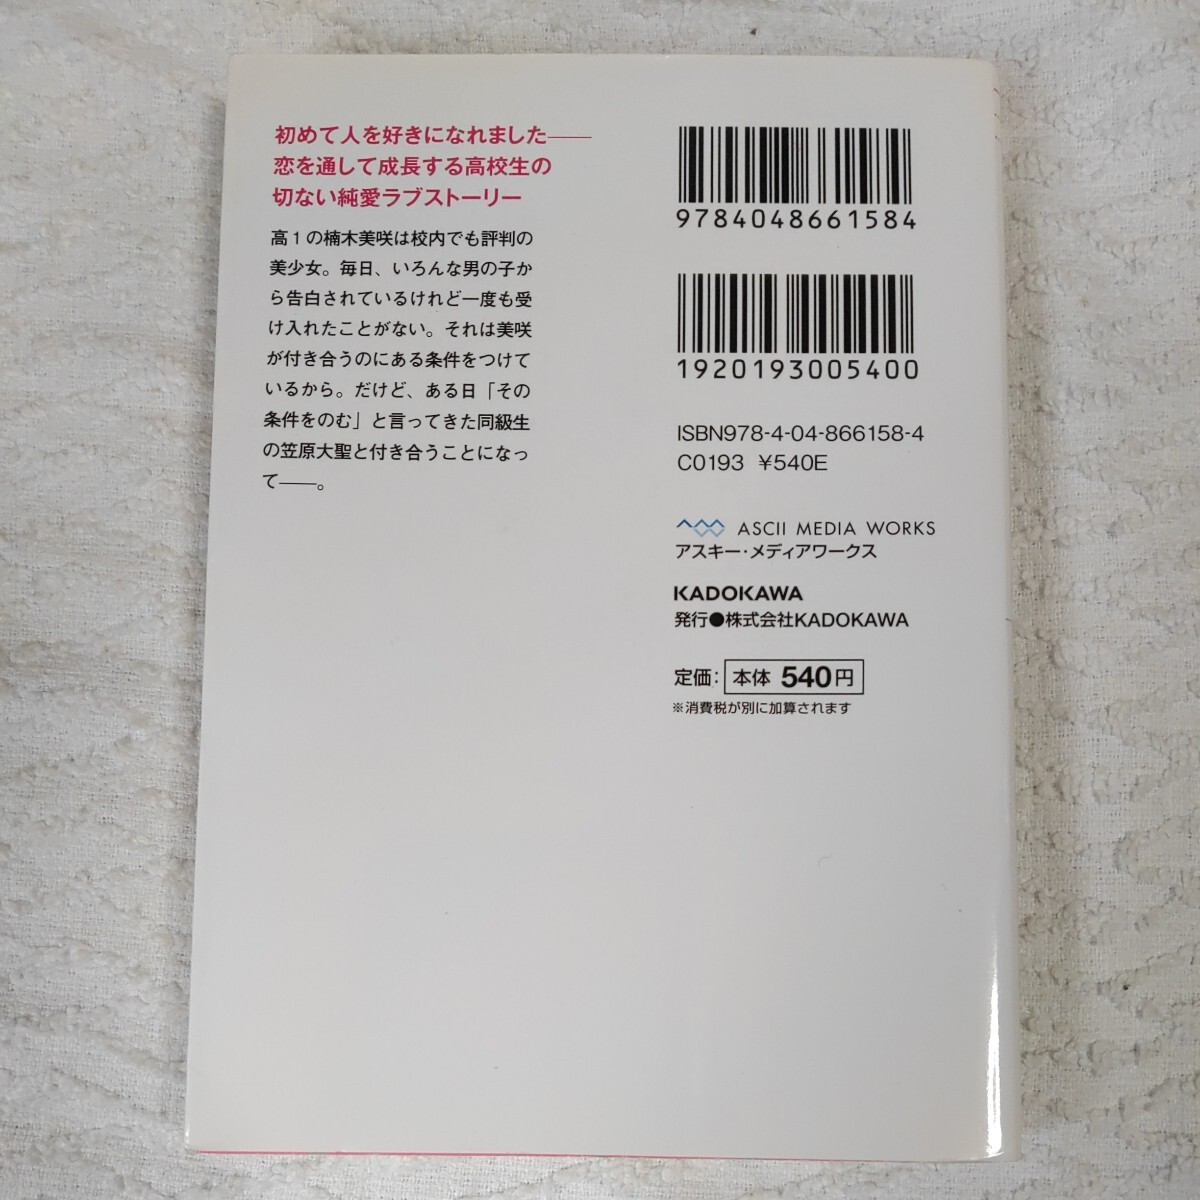 初めて人を好きになれました――
恋を通して成長する高校生の
切ない純愛ラブストーリー
高1の楠木美咲は校内でも評判の
美少女。毎日、いろんな男の子か
ら告白されているけれど一度も受
け入れたことがない。それは美咲
が付き合うのにある条件をつけて
いるから。だけど、ある日「その
条件をのむ」と言ってきた同級生
の笠原大聖と付き合うことになっ
て――。
9784048661584
1920193005400
ISBN978-4-04-866158-4
C0193 ¥540E
ASCII MEDIA WORKS
アスキー・メディアワークス
KADOKAWA
発行●株式会社KADOKAWA
定価: 本体 540円
※消費税が別に加算されます